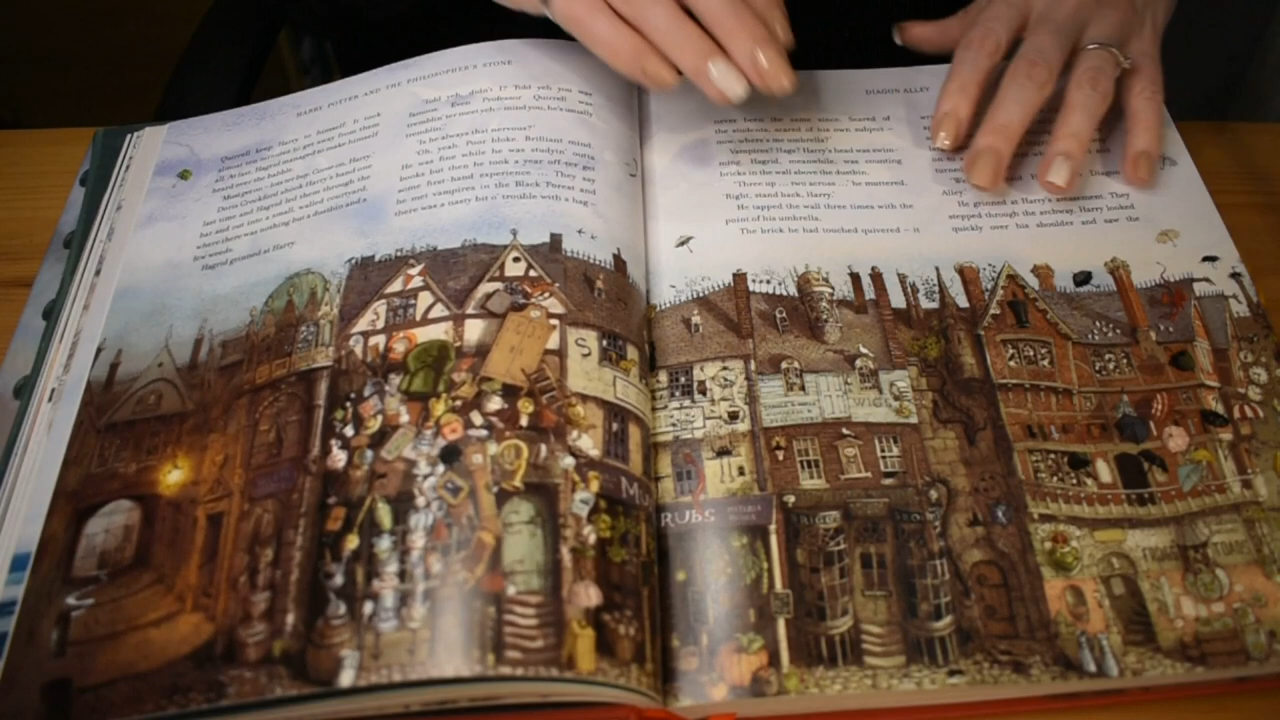 HARRY POTTER AND THE PHILOSOPHER'S STONE
Quirrell, keep Harry to himself. It took
almost ten minutes to get away from them
all. At last, Hagrid managed to make himself
heard over the babble.
'Must get on – lots ter buy. Come on, Harry.'
Doris Crockford shook Harry's hand one
last time and Hagrid led them through the
bar and out into a small, walled courtyard,
where there was nothing but a dustbin and a
few weeds.
Hagrid grinned at Harry.
'Told yeh, didn't I? Told yeh you was
famous. Even Professor Quirrell was
tremblin' ter meet yeh – mind you, he's usually
tremblin'.'
'Is he always that nervous?'
'Oh, yeah. Poor bloke. Brilliant mind.
He was fine while he was studyin' outta
books but then he took a year off ter get
some first-hand experience ... They say
he met vampires in the Black Forest and
there was a nasty bit o' trouble with a hag –
DIAGON ALLEY
never been the same since. Scared of
the students, scared of his own subject –
now, where's me umbrella?'
Vampires? Hags? Harry's head was swim-
ming. Hagrid, meanwhile, was counting
bricks in the wall above the dustbin.
'Three up ... two across ...' he muttered.
'Right, stand back, Harry.'
He tapped the wall three times with the
point of his umbrella.
The brick he had touched quivered – it
on to
turned
Diagon
Alley.'
He grinned at Harry's amazement. They
stepped through the archway. Harry looked
quickly over his shoulder and saw the
S
MU
RUBS
WIGS